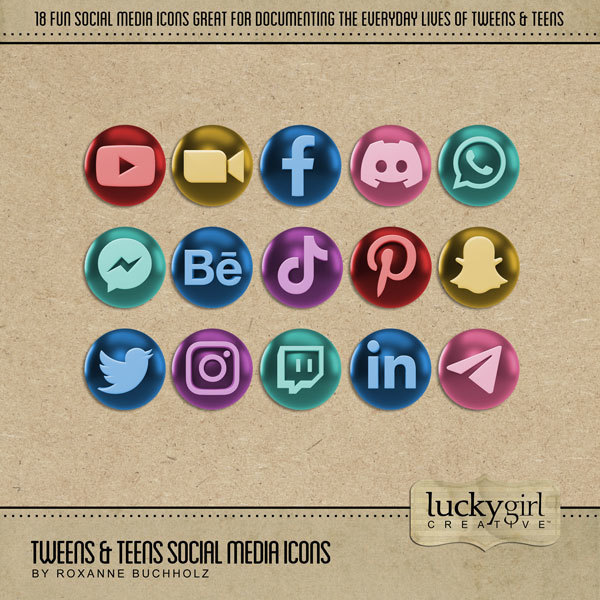 18 FUN SOCIAL MEDIA ICONS GREAT FOR DOCUMENTING THE EVERYDAY LIVES OF TWEENS & TEENS
Bē
in
luckygirl
CREATIVE™
TWEENS & TEENS SOCIAL MEDIA ICONS
BY ROXANNE BUCHHOLZ